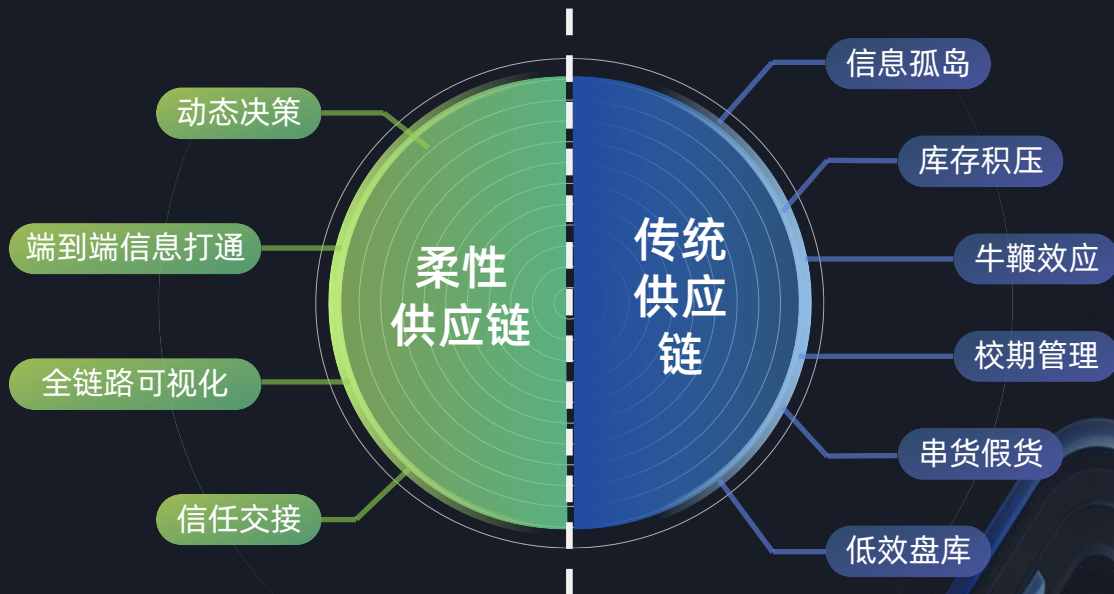 动态决策
端到端信息打通
全链路可视化
信任交接
柔性
供应链
传统
供应
链
信息孤岛
库存积压
牛鞭效应
校期管理
串货假货
低效盘库